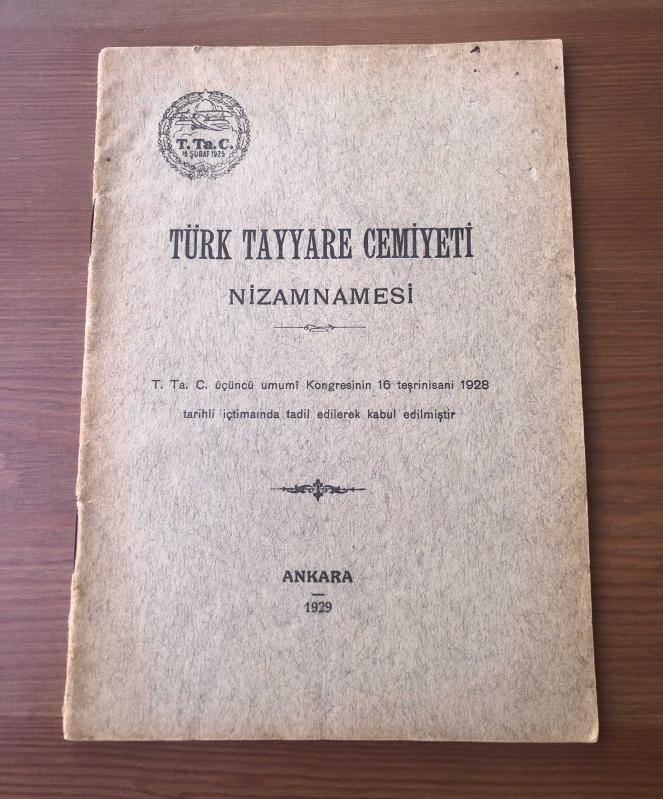 T. Ta. C.
16 ŞUBAT 1925
TÜRK TAYYARE CEMİYETİ
NİZAMNAMESİ
T. Ta. C. üçüncü umumî Kongresinin 16 teşrinisani 1928
tarihli içtimaında tadil edilerek kabul edilmiştir
ANKARA
1929